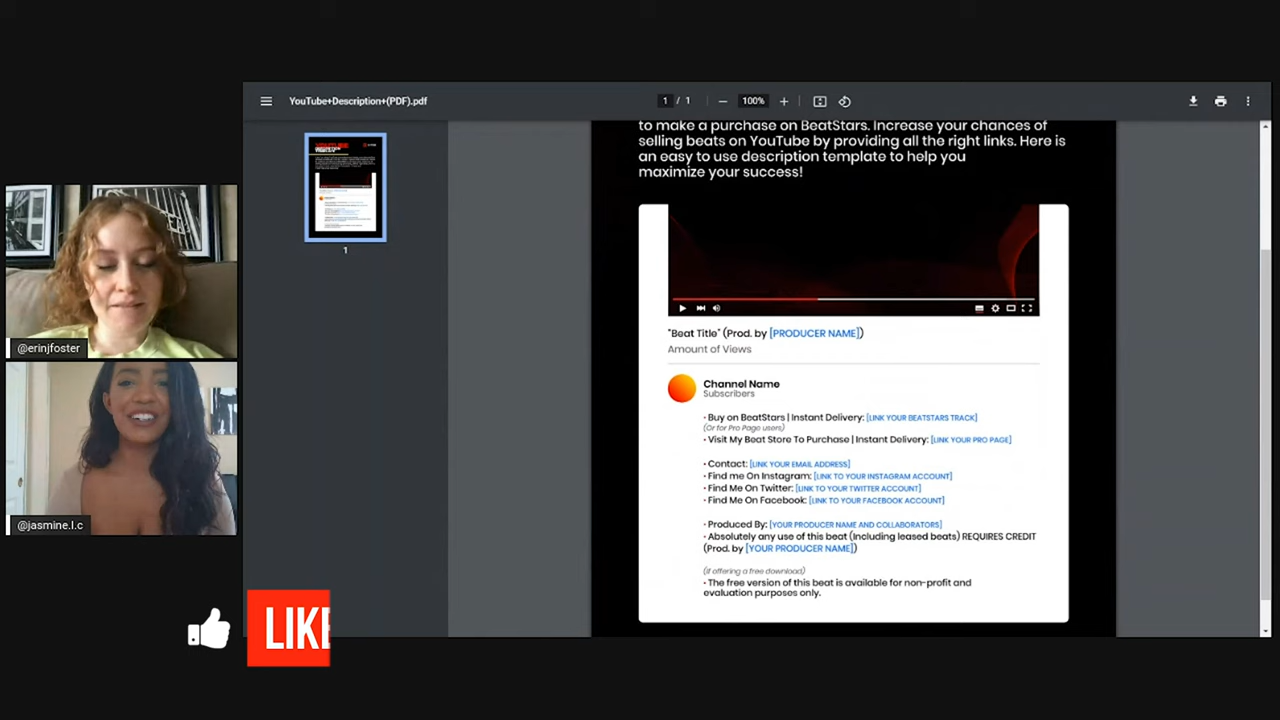 YouTube+Description+(PDF).pdf
1 / 1
100%
to make a purchase on BeatStars. Increase your chances of
selling beats on YouTube by providing all the right links. Here is
an easy to use description template to help you
maximize your success!
1
"Beat Title" (Prod. by [PRODUCER NAME])
Amount of Views
Channel Name
Subscribers
• Buy on BeatStars | Instant Delivery: [LINK YOUR BEATSTARS TRACK]
(Or for Pro Page users)
• Visit My Beat Store To Purchase | Instant Delivery: [LINK YOUR PRO PAGE]
• Contact: [LINK YOUR EMAIL ADDRESS]
• Find me On Instagram: [LINK TO YOUR INSTAGRAM ACCOUNT]
• Find Me On Twitter: [LINK TO YOUR TWITTER ACCOUNT]
• Find Me On Facebook: [LINK TO YOUR FACEBOOK ACCOUNT]
• Produced By: [YOUR PRODUCER NAME AND COLLABORATORS]
• Absolutely any use of this beat (Including leased beats) REQUIRES CREDIT
(Prod. by [YOUR PRODUCER NAME])
(if offering a free download)
• The free version of this beat is available for non-profit and
evaluation purposes only.
@erinjfoster
@jasmine.l.c
LIKE